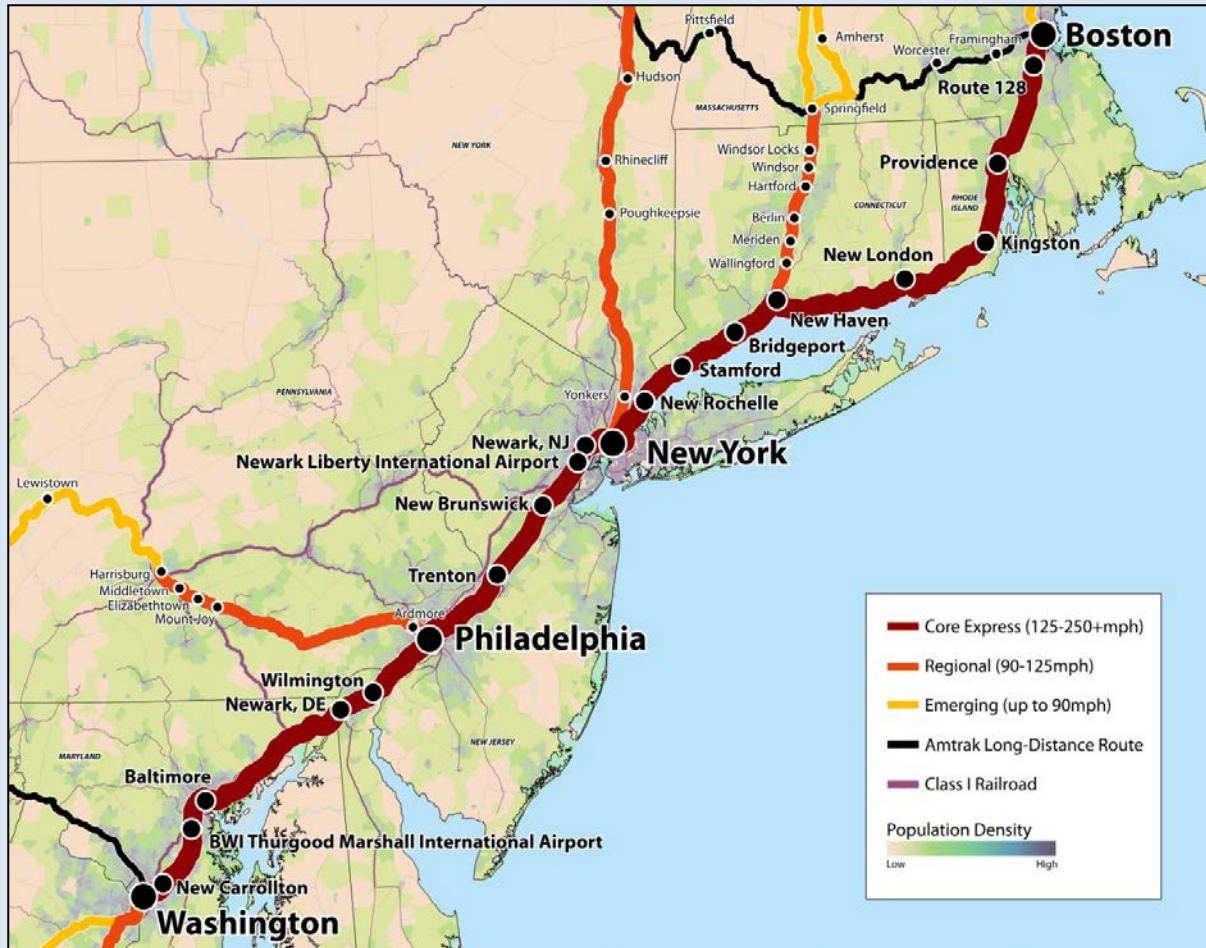 Pittsfield
Amherst
Framingham
Worcester
Boston
Hudson
Route 128
MASSACHUSETTS
Springfield
NEW YORK
Windsor Locks
Rhinecliff
Windsor
Providence
Hartford
CONNECTICUT
RHODE
ISLAND
Poughkeepsie
Berlin
Meriden
New London
Kingston
Wallingford
New Haven
Bridgeport
Stamford
PENNSYLVANIA
Yonkers
New Rochelle
Newark, NJ
New York
Newark Liberty International Airport
Lewistown
New Brunswick
Harrisburg
Trenton
Middletown
Elizabethtown
Mount Joy
Ardmore
Philadelphia
Wilmington
Newark, DE
NEW JERSEY
MARYLAND
Baltimore
BWI Thurgood Marshall International Airport
New Carrollton
Washington
Core Express (125-250+mph)
Regional (90-125mph)
Emerging (up to 90mph)
Amtrak Long-Distance Route
Class I Railroad
Population Density
Low High